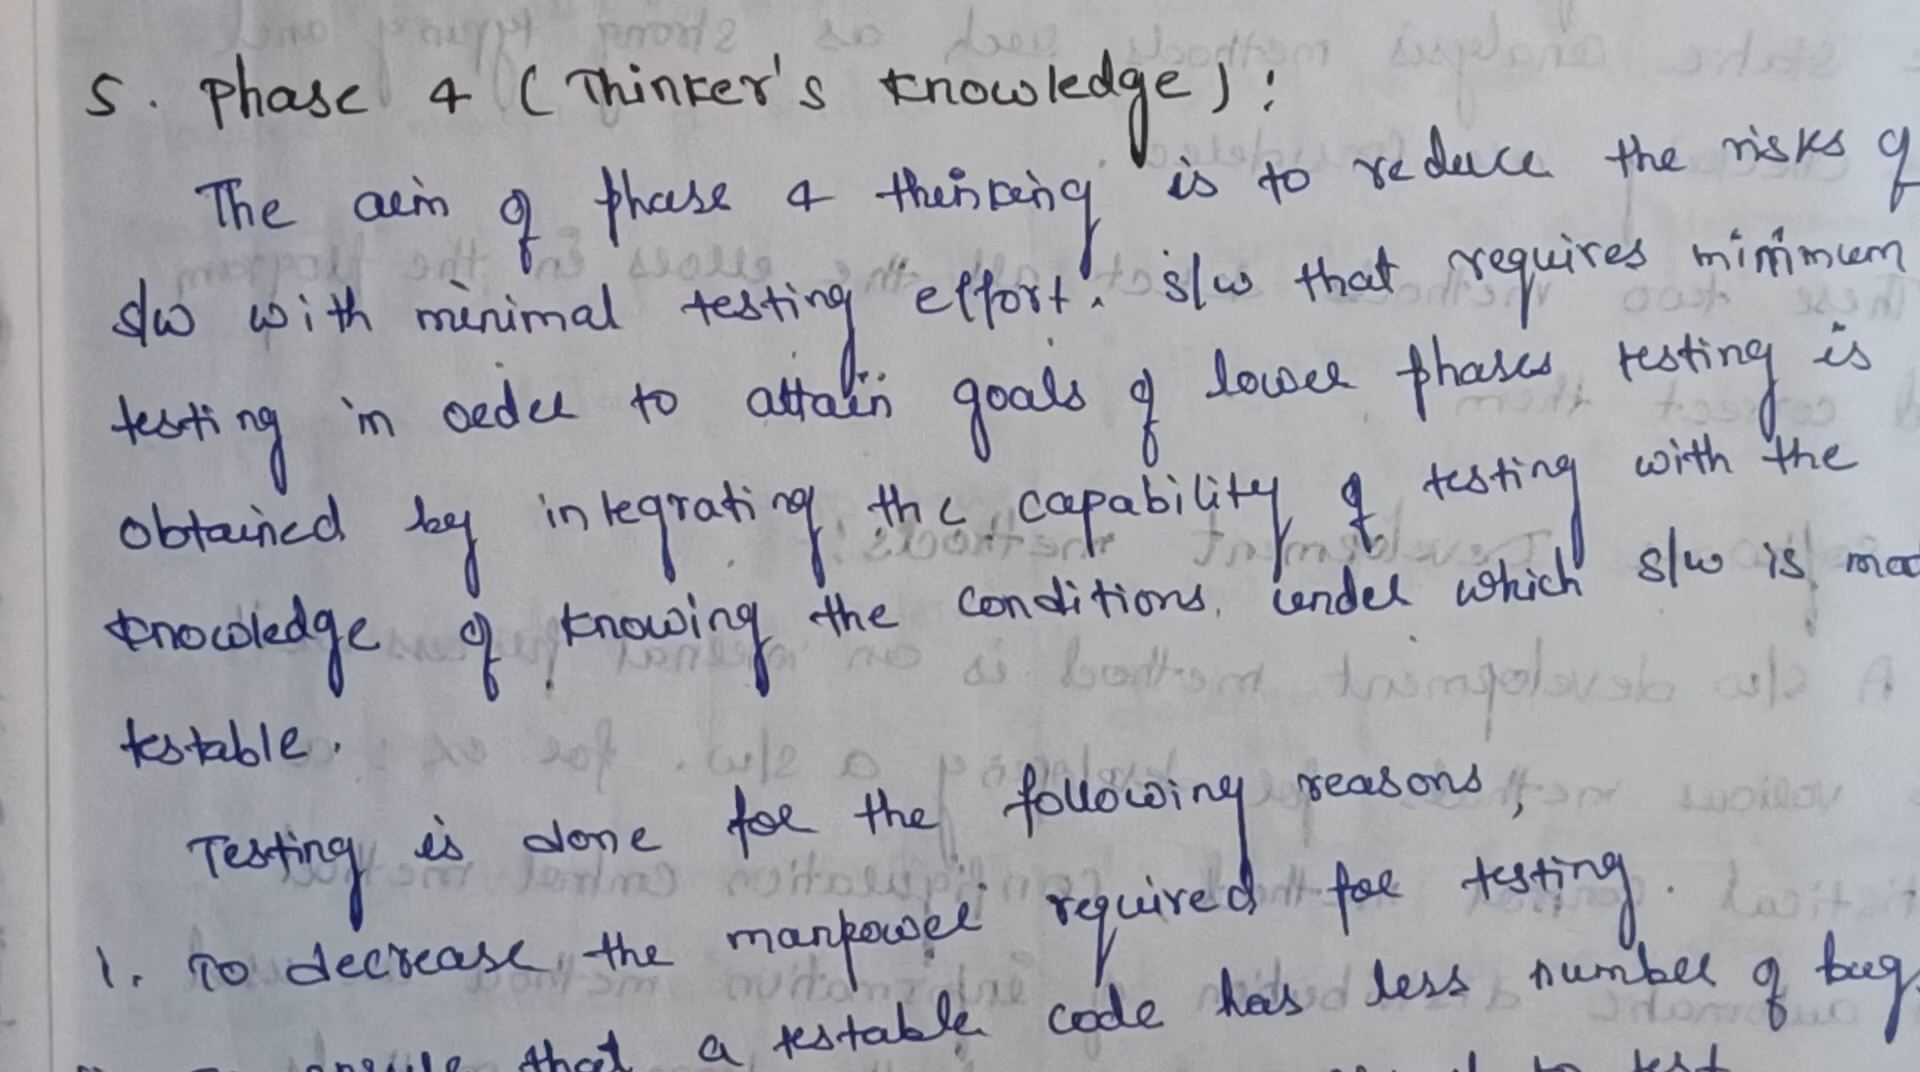 5. Phase 4 (Thinker's knowledge):
The aim of phase 4 thinking is to reduce the risks of
s/w with minimal testing effort. s/w that requires minimum
testing in order to attain goals of lower phases testing is
obtained by integrating the capability of testing with the
knowledge of knowing the conditions under which s/w is
testable.
Testing is done for the following reasons,
1. To decrease the manpower required for testing.
that a testable code has less number of bug
to test